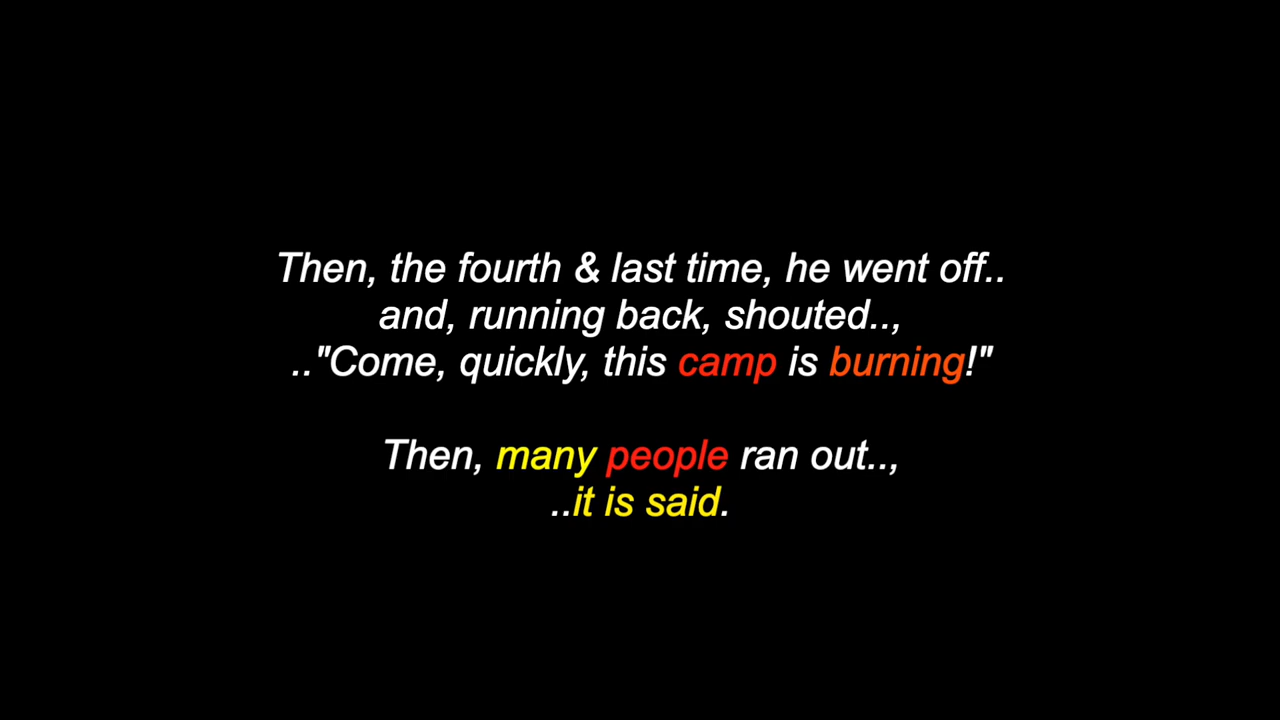 Then, the fourth & last time, he went off..
and, running back, shouted..,
.."Come, quickly, this camp is burning!"
Then, many people ran out..,
..it is said.